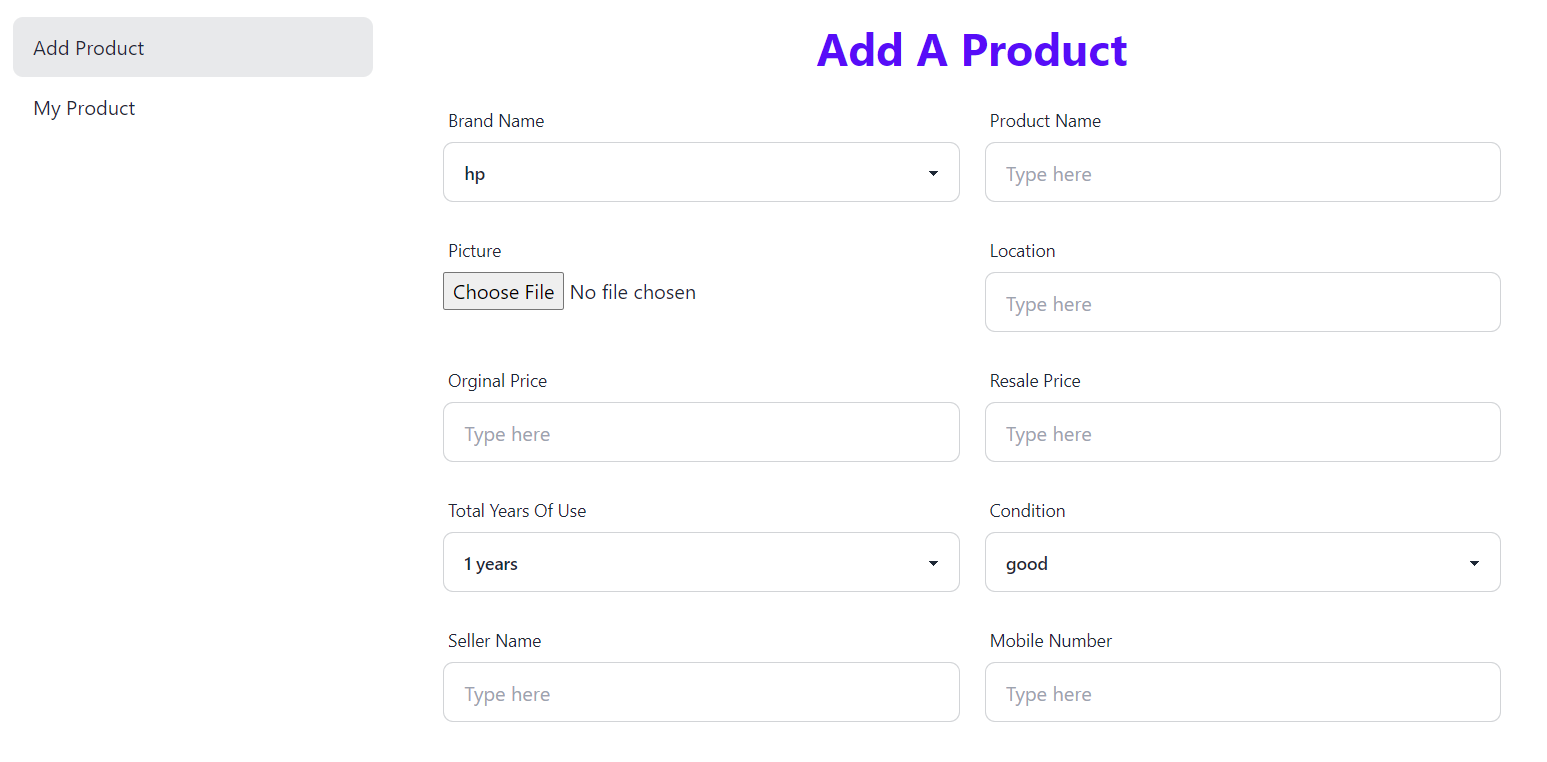 Add Product
My Product
Add A Product
Brand Name
Product Name
hp
Type here
Picture
Location
Choose File No file chosen
Type here
Orginal Price
Resale Price
Type here
Type here
Total Years Of Use
Condition
1 years
good
Seller Name
Mobile Number
Type here
Type here